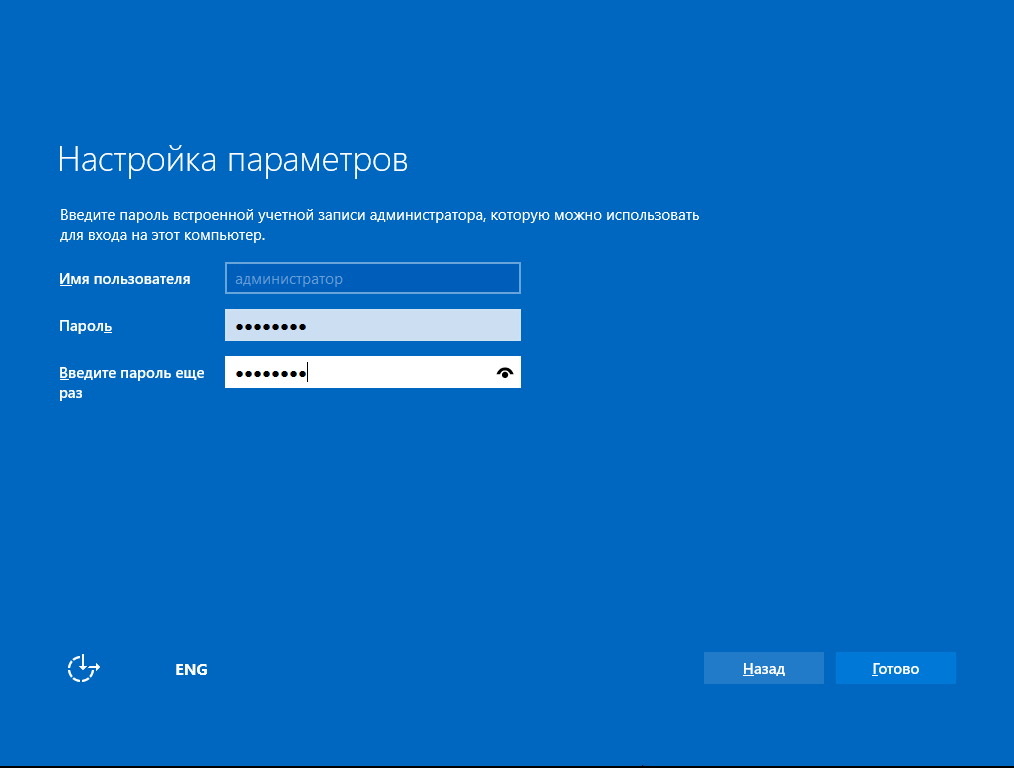 Настройка параметров
Введите пароль встроенной учетной записи администратора, которую можно использовать
для входа на этот компьютер.
Имя пользователя
администратор
Пароль
●●●●●●●●
Введите пароль еще
раз
●●●●●●●●
ENG
Назад
Готово